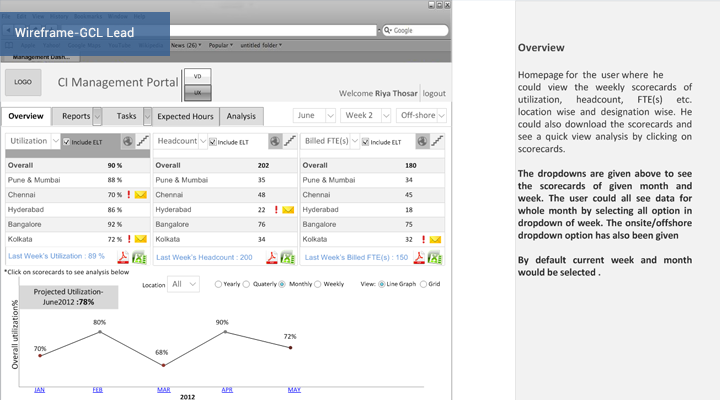 Wireframe-GCL Lead
Google
News (26)
Popular
untitled folder
Management Dash...
LOGO
CI Management Portal
VD
UX
Welcome Riya Thosar
logout
Overview
Reports
Tasks
Expected Hours
Analysis
June
Week 2
Off-shore
Utilization
Include ELT
Headcount
Include ELT
Billed FTE(s)
Include ELT
Overall 90 %
Pune & Mumbai 88 %
Chennai 70 % !
Hyderabad 86 %
Bangalore 92 %
Kolkata 72 % !
Last Week's Utilization : 89 %
Overall 202
Pune & Mumbai 35
Chennai 48
Hyderabad 22 !
Bangalore 76
Kolkata 34
Last Week's Headcount : 200
Overall 180
Pune & Mumbai 34
Chennai 45
Hyderabad 18
Bangalore 75
Kolkata 32 !
Last Week's Billed FTE(s) : 150
*Click on scorecards to see analysis below
Projected Utilization-
June2012 :78%
Location
All
Yearly
Quaterly
Monthly
Weekly
View:
Line Graph
Grid
Overall utilization%
70%
80%
68%
90%
72%
JAN
FEB
MAR
APR
MAY
2012
Overview
Homepage for the user where he
could view the weekly scorecards of
utilization, headcount, FTE(s) etc.
location wise and designation wise. He
could also download the scorecards and
see a quick view analysis by clicking on
scorecards.
The dropdowns are given above to see
the scorecards of given month and
week. The user could all see data for
whole month by selecting all option in
dropdown of week. The onsite/offshore
dropdown option has also been given
By default current week and month
would be selected .